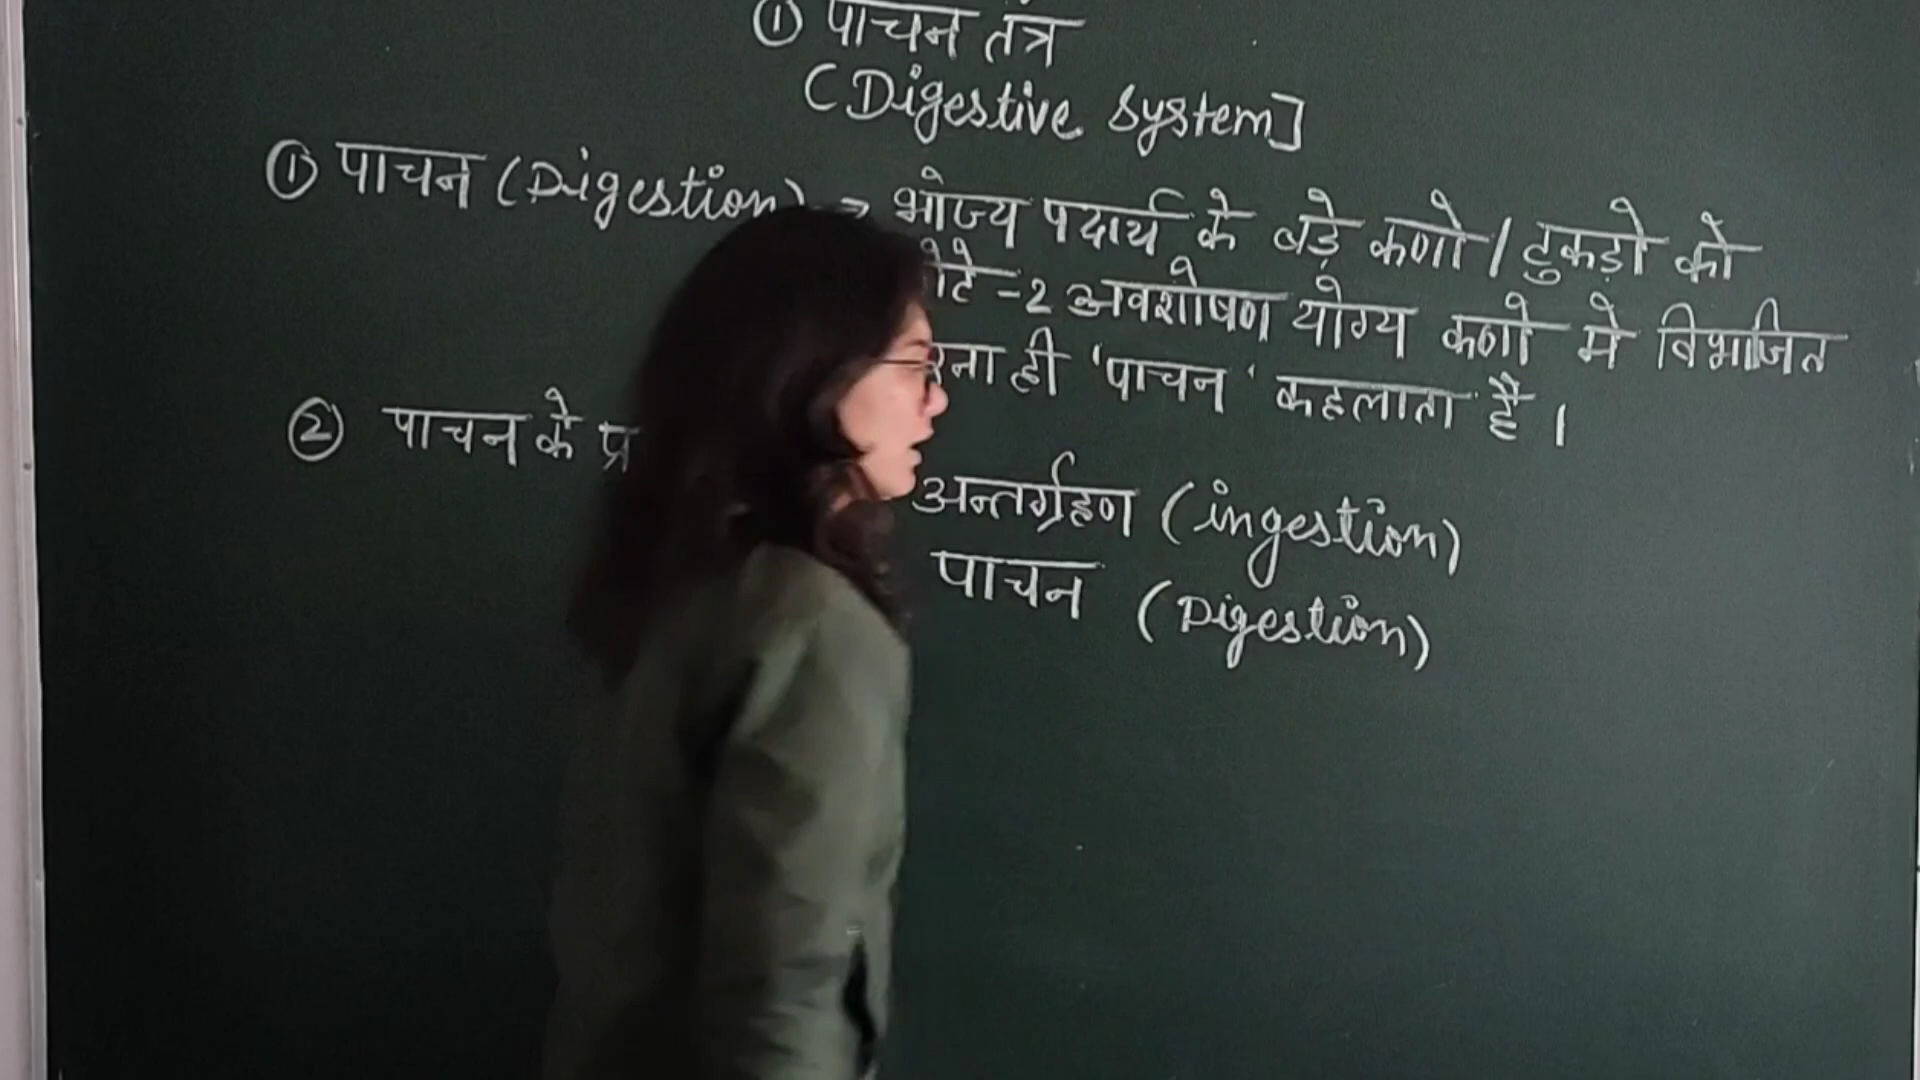 ① पाचन तंत्र
(Digestive System]
① पाचन (Digestion) → भोज्य पदार्थ के बड़े कणो / टुकड़ो को
-2 अवशोषण योग्य कणो मे विभाजित
ही 'पाचन' कहलाता है ।
② पाचन के
अन्तर्ग्रहण (ingestion)
पाचन (Digestion)